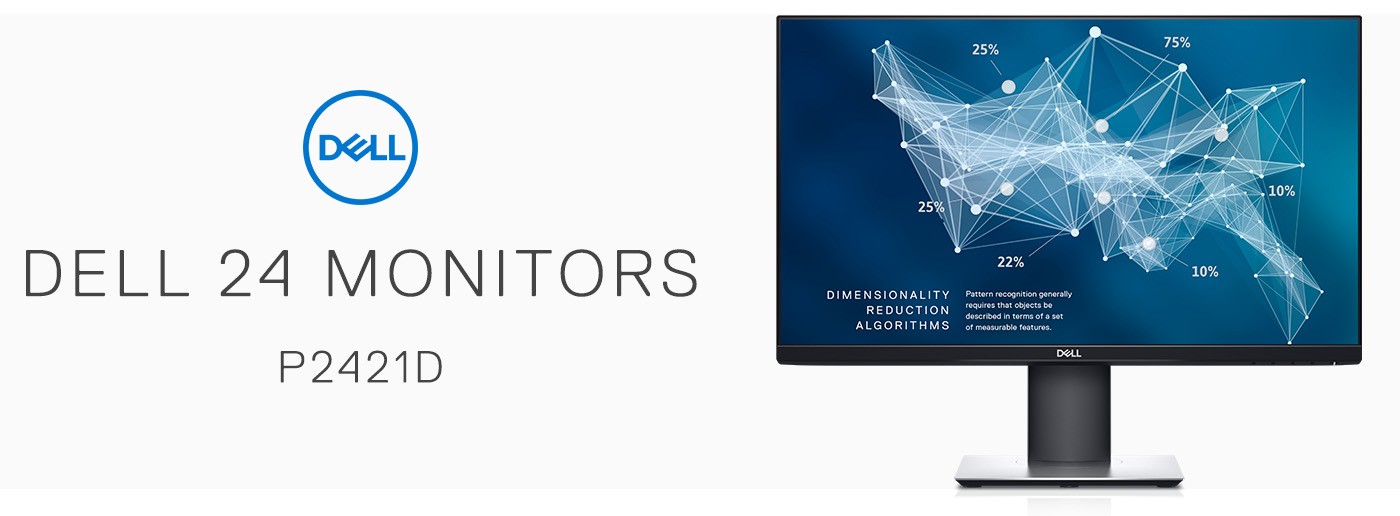 DELL
DELL 24 MONITORS
P2421D
25%
75%
25%
10%
22%
10%
DIMENSIONALITY
REDUCTION
ALGORITHMS
Pattern recognition generally
requires that objects be
described in terms of a set
of measurable features.
DELL